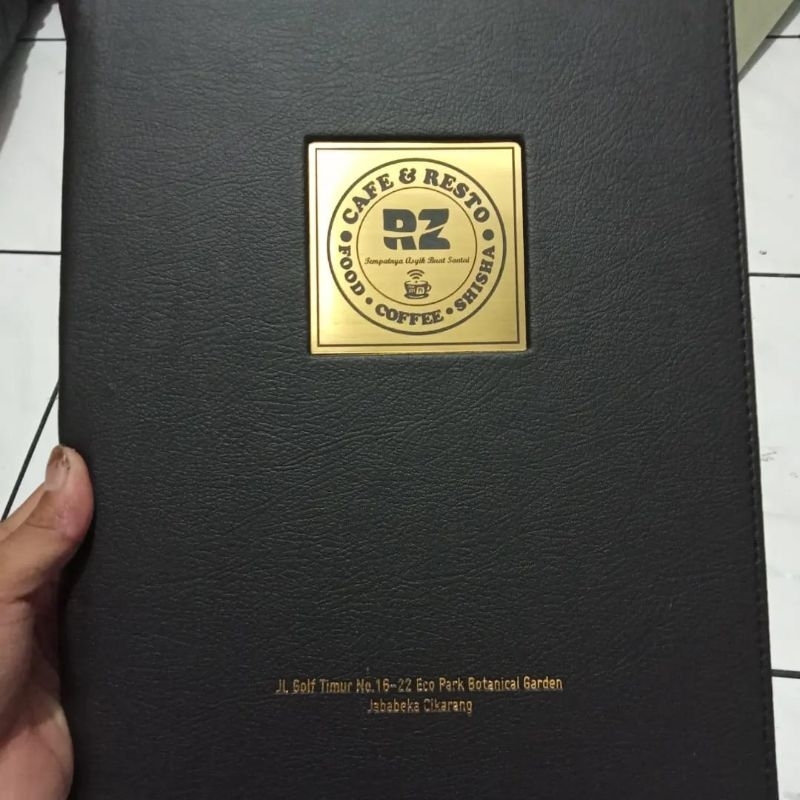 CAFE & RESTO
RZ
Tempatnya Asyik Buat Santai
FOOD • COFFEE • SHISHA
Jl. Golf Timur No.16-22 Eco Park Botanical Garden
Jababeka Cikarang